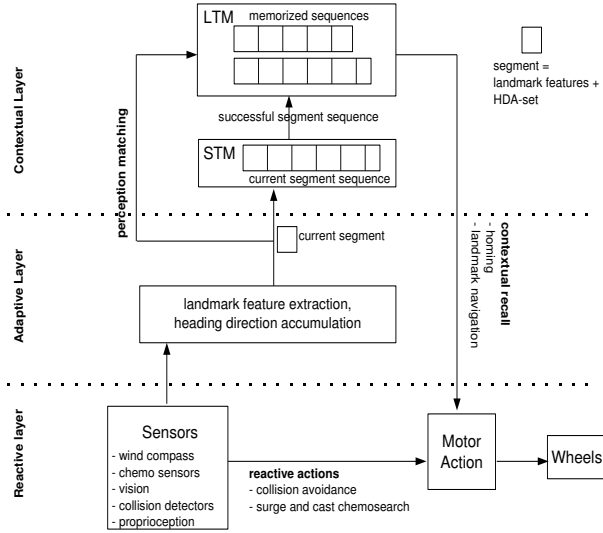 Contextual Layer
LTM
memorized sequences
segment =
landmark features +
HDA-set
perception matching
successful segment sequence
STM
current segment sequence
Adaptive Layer
current segment
landmark feature extraction,
heading direction accumulation
contextual recall
- homing
- landmark navigation
Reactive layer
Sensors
- wind compass
- chemo sensors
- vision
- collision detectors
- proprioception
reactive actions
- collision avoidance
- surge and cast chemosearch
Motor
Action
Wheels